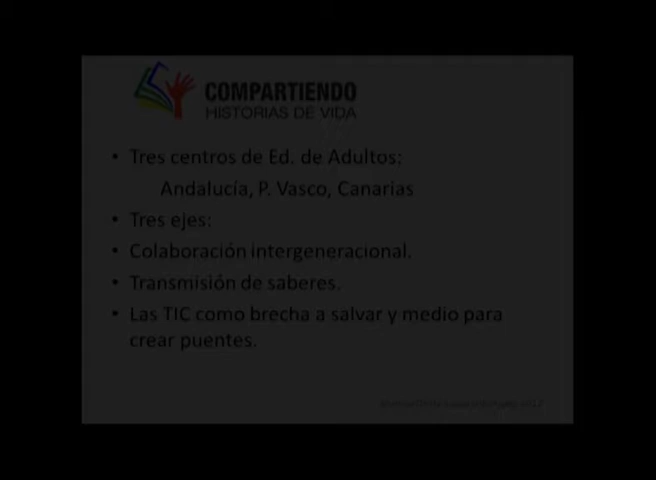 COMPARTIENDO
HISTORIAS DE VIDA
• Tres centros de Ed. de Adultos:
Andalucía, P. Vasco, Canarias
• Tres ejes:
• Colaboración intergeneracional.
• Transmisión de saberes.
• Las TIC como brecha a salvar y medio para
crear puentes.